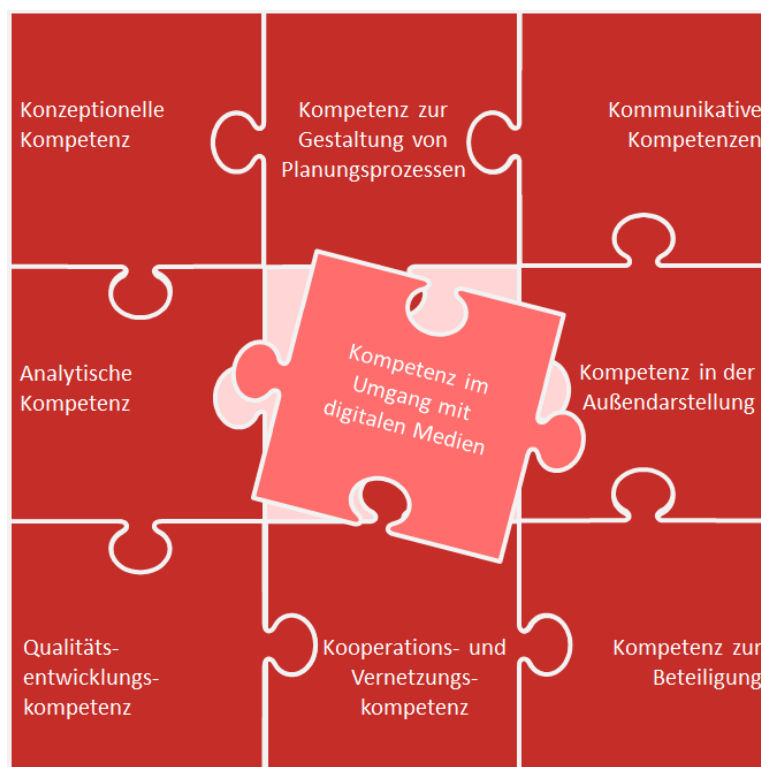 Konzeptionelle
Kompetenz
Kompetenz zur
Gestaltung von
Planungsprozessen
Kommunikative
Kompetenzen
Analytische
Kompetenz
Kompetenz im
Umgang mit
digitalen Medien
Kompetenz in der
Außendarstellung
Qualitäts-
entwicklungs-
kompetenz
Kooperations- und
Vernetzungs-
kompetenz
Kompetenz zur
Beteiligung